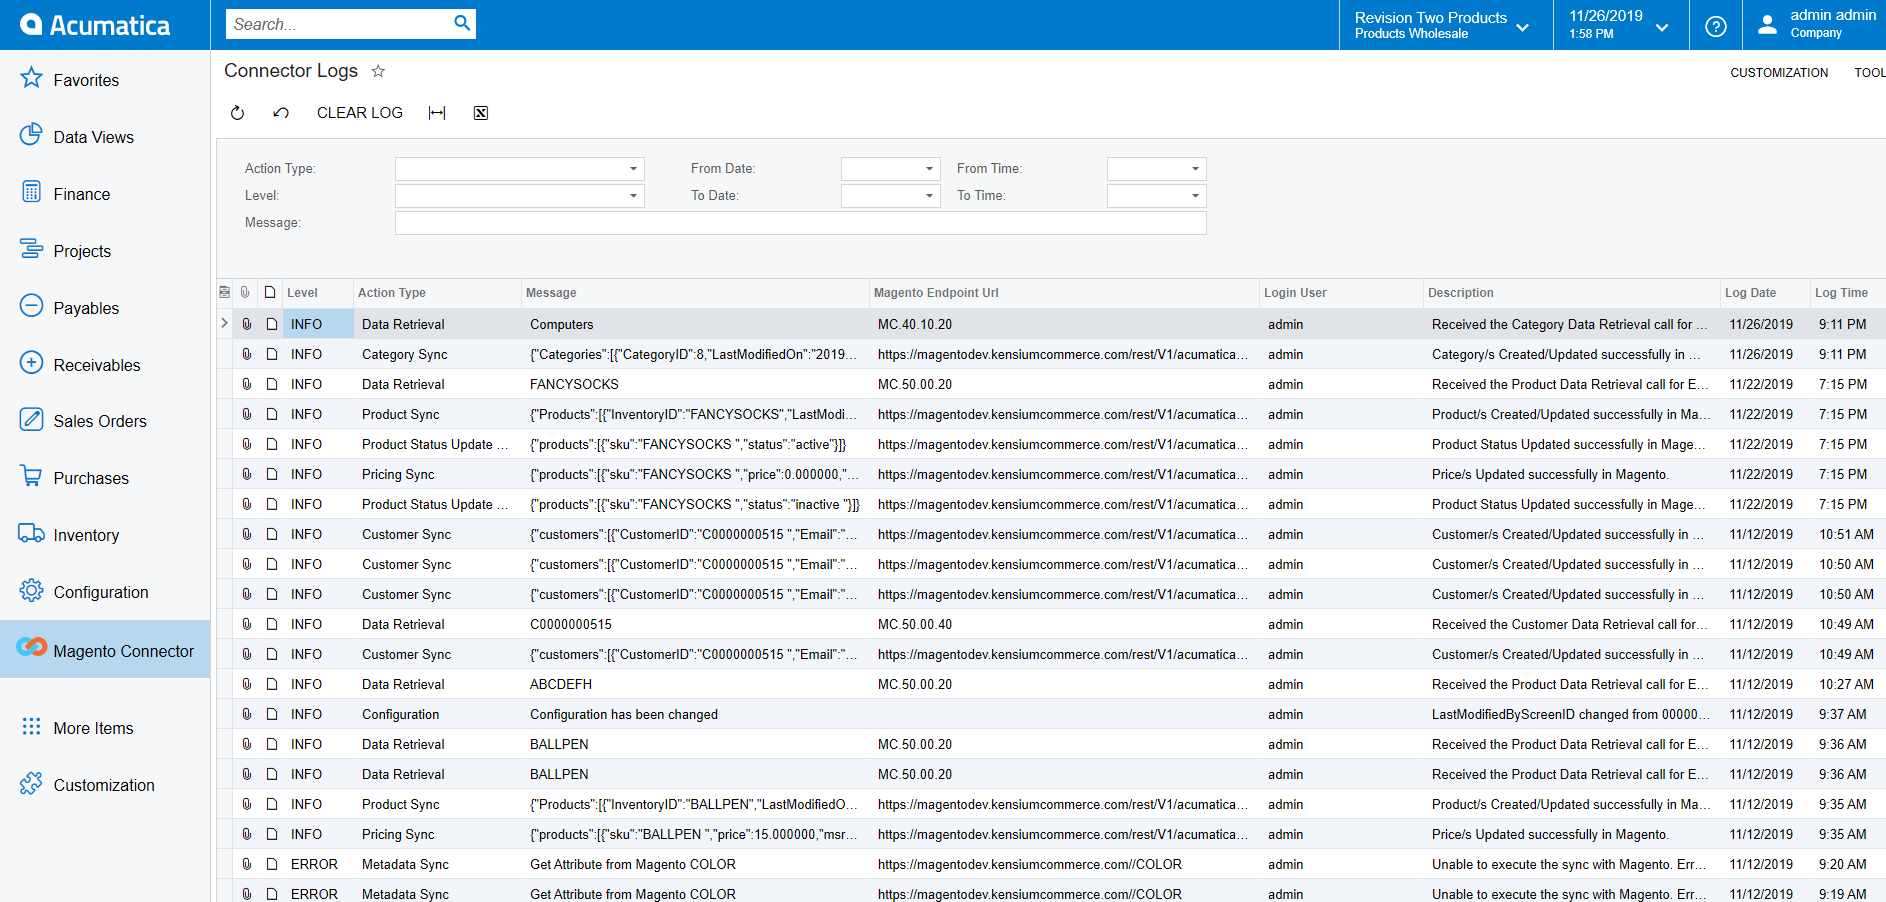 Acumatica
Search...
Revision Two Products
Products Wholesale
11/26/2019
1:58 PM
?
admin admin
Company
Favorites
Data Views
Finance
Projects
Payables
Receivables
Sales Orders
Purchases
Inventory
Configuration
Magento Connector
More Items
Customization
Connector Logs
CUSTOMIZATION TOOL
CLEAR LOG
Action Type: From Date: From Time:
Level: To Date: To Time:
Message:
Level Action Type Message Magento Endpoint Url Login User Description Log Date Log Time
INFO Data Retrieval Computers MC.40.10.20 admin Received the Category Data Retrieval call for ... 11/26/2019 9:11 PM
INFO Category Sync {"Categories":[{"CategoryID":8,"LastModifiedOn":"2019... https://magentodev.kensiumcommerce.com/rest/V1/acumatica... admin Category/s Created/Updated successfully in ... 11/26/2019 9:11 PM
INFO Data Retrieval FANCYSOCKS MC.50.00.20 admin Received the Product Data Retrieval call for E... 11/22/2019 7:15 PM
INFO Product Sync {"Products":[{"InventoryID":"FANCYSOCKS","LastModi... https://magentodev.kensiumcommerce.com/rest/V1/acumatica... admin Product/s Created/Updated successfully in Ma... 11/22/2019 7:15 PM
INFO Product Status Update ... {"products":[{"sku":"FANCYSOCKS ","status":"active"}]} https://magentodev.kensiumcommerce.com/rest/V1/acumatica... admin Product Status Updated successfully in Mage... 11/22/2019 7:15 PM
INFO Pricing Sync {"products":[{"sku":"FANCYSOCKS ","price":0.000000,"... https://magentodev.kensiumcommerce.com/rest/V1/acumatica... admin Price/s Updated successfully in Magento. 11/22/2019 7:15 PM
INFO Product Status Update ... {"products":[{"sku":"FANCYSOCKS ","status":"inactive "}]} https://magentodev.kensiumcommerce.com/rest/V1/acumatica... admin Product Status Updated successfully in Mage... 11/22/2019 7:15 PM
INFO Customer Sync {"customers":[{"CustomerID":"C0000000515 ","Email":"... https://magentodev.kensiumcommerce.com/rest/V1/acumatica... admin Customer/s Created/Updated successfully in ... 11/12/2019 10:51 AM
INFO Customer Sync {"customers":[{"CustomerID":"C0000000515 ","Email":"... https://magentodev.kensiumcommerce.com/rest/V1/acumatica... admin Customer/s Created/Updated successfully in ... 11/12/2019 10:50 AM
INFO Customer Sync {"customers":[{"CustomerID":"C0000000515 ","Email":"... https://magentodev.kensiumcommerce.com/rest/V1/acumatica... admin Customer/s Created/Updated successfully in ... 11/12/2019 10:50 AM
INFO Data Retrieval C0000000515 MC.50.00.40 admin Received the Customer Data Retrieval call for... 11/12/2019 10:49 AM
INFO Customer Sync {"customers":[{"CustomerID":"C0000000515 ","Email":"... https://magentodev.kensiumcommerce.com/rest/V1/acumatica... admin Customer/s Created/Updated successfully in ... 11/12/2019 10:49 AM
INFO Data Retrieval ABCDEFH MC.50.00.20 admin Received the Product Data Retrieval call for E... 11/12/2019 10:27 AM
INFO Configuration Configuration has been changed admin LastModifiedByScreenID changed from 00000... 11/12/2019 9:37 AM
INFO Data Retrieval BALLPEN MC.50.00.20 admin Received the Product Data Retrieval call for E... 11/12/2019 9:36 AM
INFO Data Retrieval BALLPEN MC.50.00.20 admin Received the Product Data Retrieval call for E... 11/12/2019 9:36 AM
INFO Product Sync {"Products":[{"InventoryID":"BALLPEN","LastModifiedO... https://magentodev.kensiumcommerce.com/rest/V1/acumatica... admin Product/s Created/Updated successfully in Ma... 11/12/2019 9:35 AM
INFO Pricing Sync {"products":[{"sku":"BALLPEN ","price":15.000000,"msr... https://magentodev.kensiumcommerce.com/rest/V1/acumatica... admin Price/s Updated successfully in Magento. 11/12/2019 9:35 AM
ERROR Metadata Sync Get Attribute from Magento COLOR https://magentodev.kensiumcommerce.com//COLOR admin Unable to execute the sync with Magento. Err... 11/12/2019 9:20 AM
ERROR Metadata Sync Get Attribute from Magento COLOR https://magentodev.kensiumcommerce.com//COLOR admin Unable to execute the sync with Magento. Err... 11/12/2019 9:19 AM